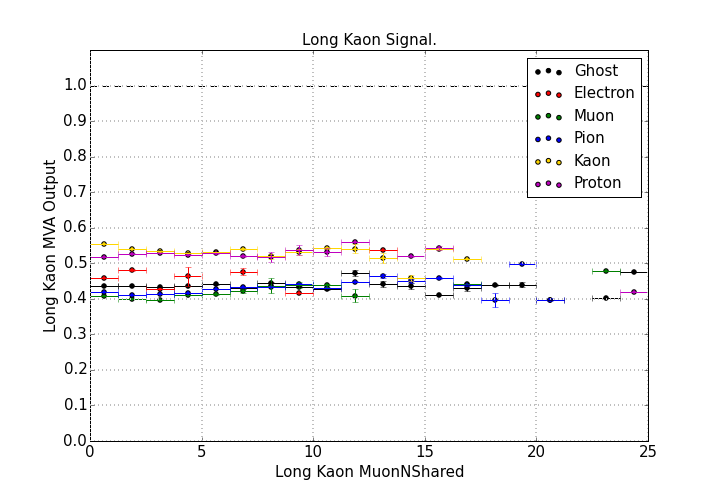 Long Kaon Signal.
Ghost
Electron
Muon
Pion
Kaon
Proton
Long Kaon MVA Output
1.0
0.9
0.8
0.7
0.6
0.5
0.4
0.3
0.2
0.1
0.0
0 5 10 15 20 25
Long Kaon MuonNShared